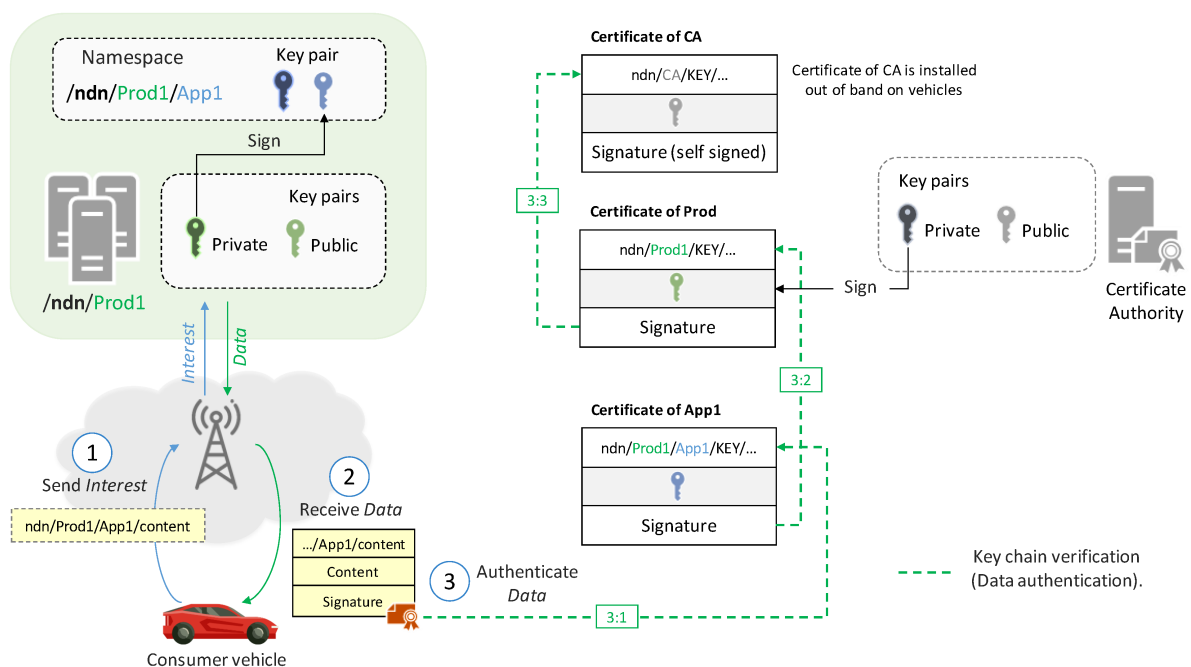 Namespace
/ndn/Prod1/App1
Key pair
Sign
Key pairs
Private
Public
/ndn/Prod1
Interest
Data
1
Send Interest
ndn/Prod1/App1/content
2
Receive Data
.../App1/content
Content
Signature
3
Authenticate
Data
Consumer vehicle
Certificate of CA
ndn/CA/KEY/...
Signature (self signed)
Certificate of CA is installed
out of band on vehicles
3:3
Certificate of Prod
ndn/Prod1/KEY/...
Signature
Sign
Key pairs
Private
Public
Certificate
Authority
3:2
Certificate of App1
ndn/Prod1/App1/KEY/...
Signature
3:1
Key chain verification
(Data authentication).